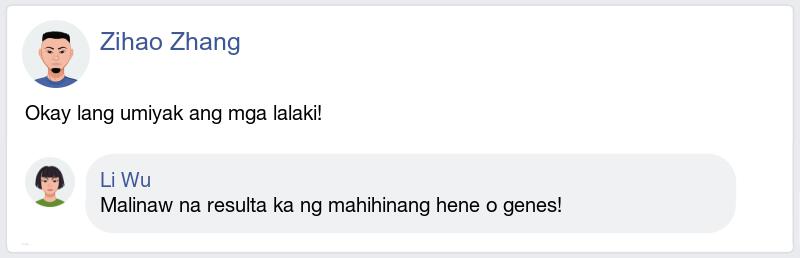 Zihao Zhang
Okay lang umiyak ang mga lalaki!
Li Wu
Malinaw na resulta ka ng mahihinang hene o genes!